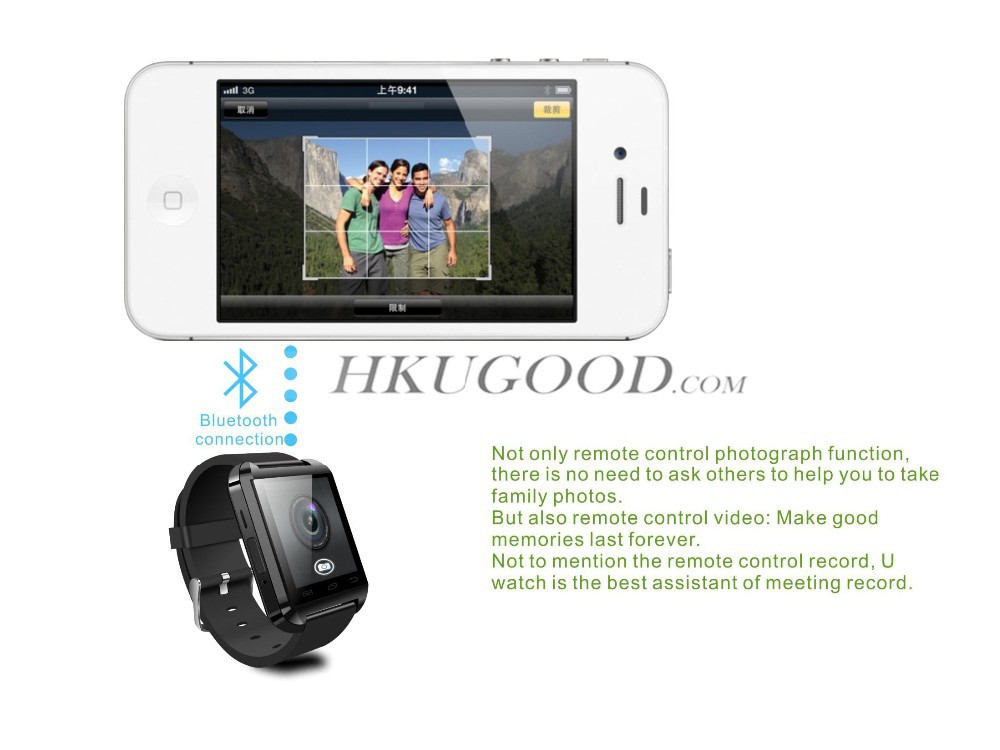 3G 上午9:41
取消 裁剪
限制
HKUGOOD.COM
Bluetooth
connection
Not only remote control photograph function,
there is no need to ask others to help you to take
family photos.
But also remote control video: Make good
memories last forever.
Not to mention the remote control record, U
watch is the best assistant of meeting record.